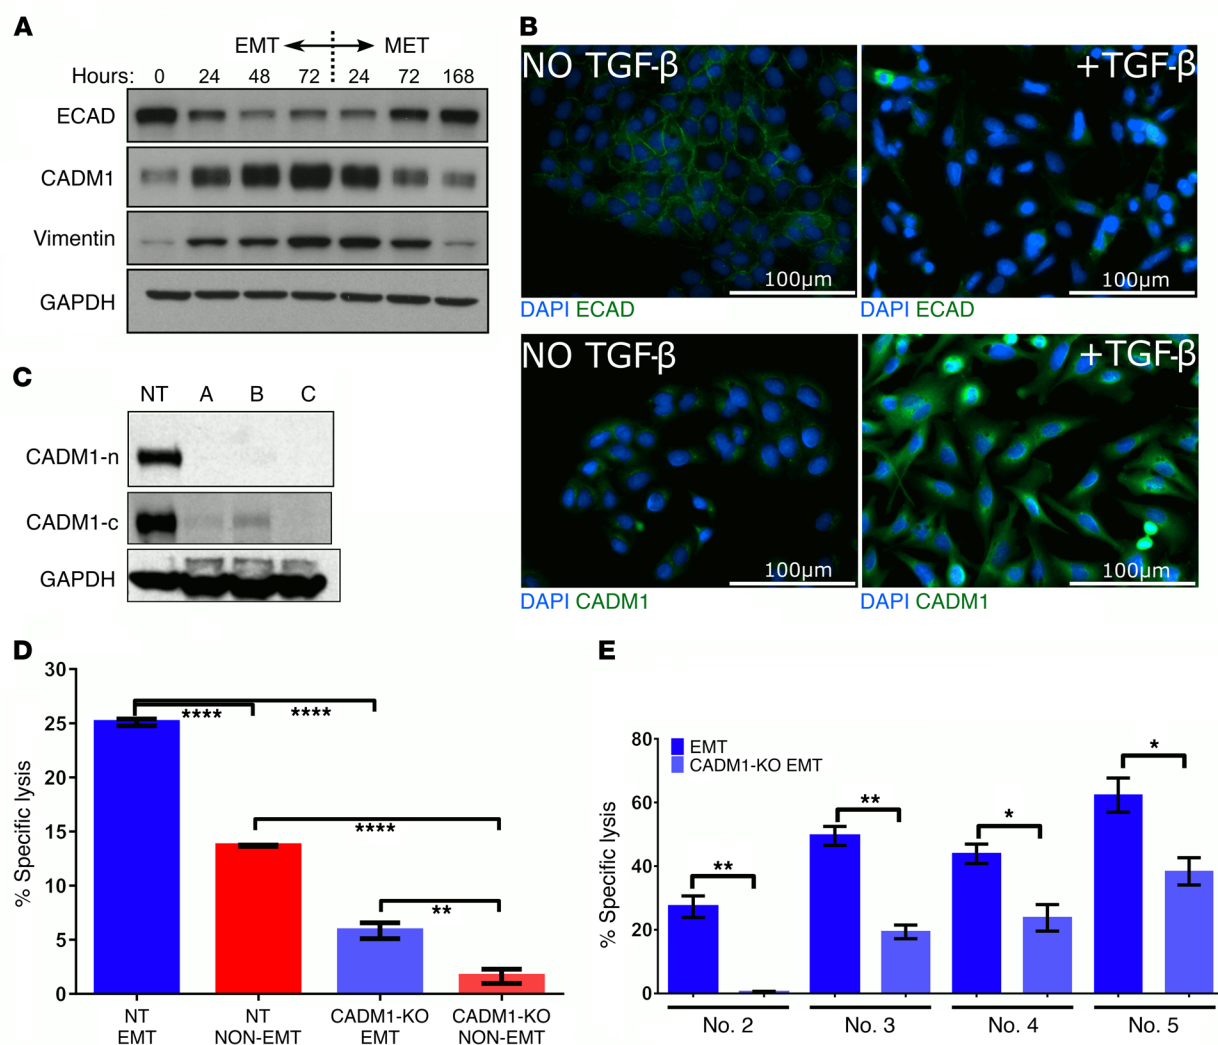 A
EMT MET
Hours: 0 24 48 72 24 72 168
ECAD
CADM1
Vimentin
GAPDH
B
NO TGF-β
100µm
DAPI ECAD
+TGF-β
100µm
DAPI ECAD
NO TGF-β
100µm
DAPI CADM1
+TGF-β
100µm
DAPI CADM1
C
NT A B C
CADM1-n
CADM1-c
GAPDH
D
% Specific lysis
30
25
20
15
10
5
0
**** ****
****
**
NT
EMT
NT
NON-EMT
CADM1-KO
EMT
CADM1-KO
NON-EMT
E
% Specific lysis
80
60
40
20
0
EMT
CADM1-KO EMT
**
**
*
*
No. 2
No. 3
No. 4
No. 5